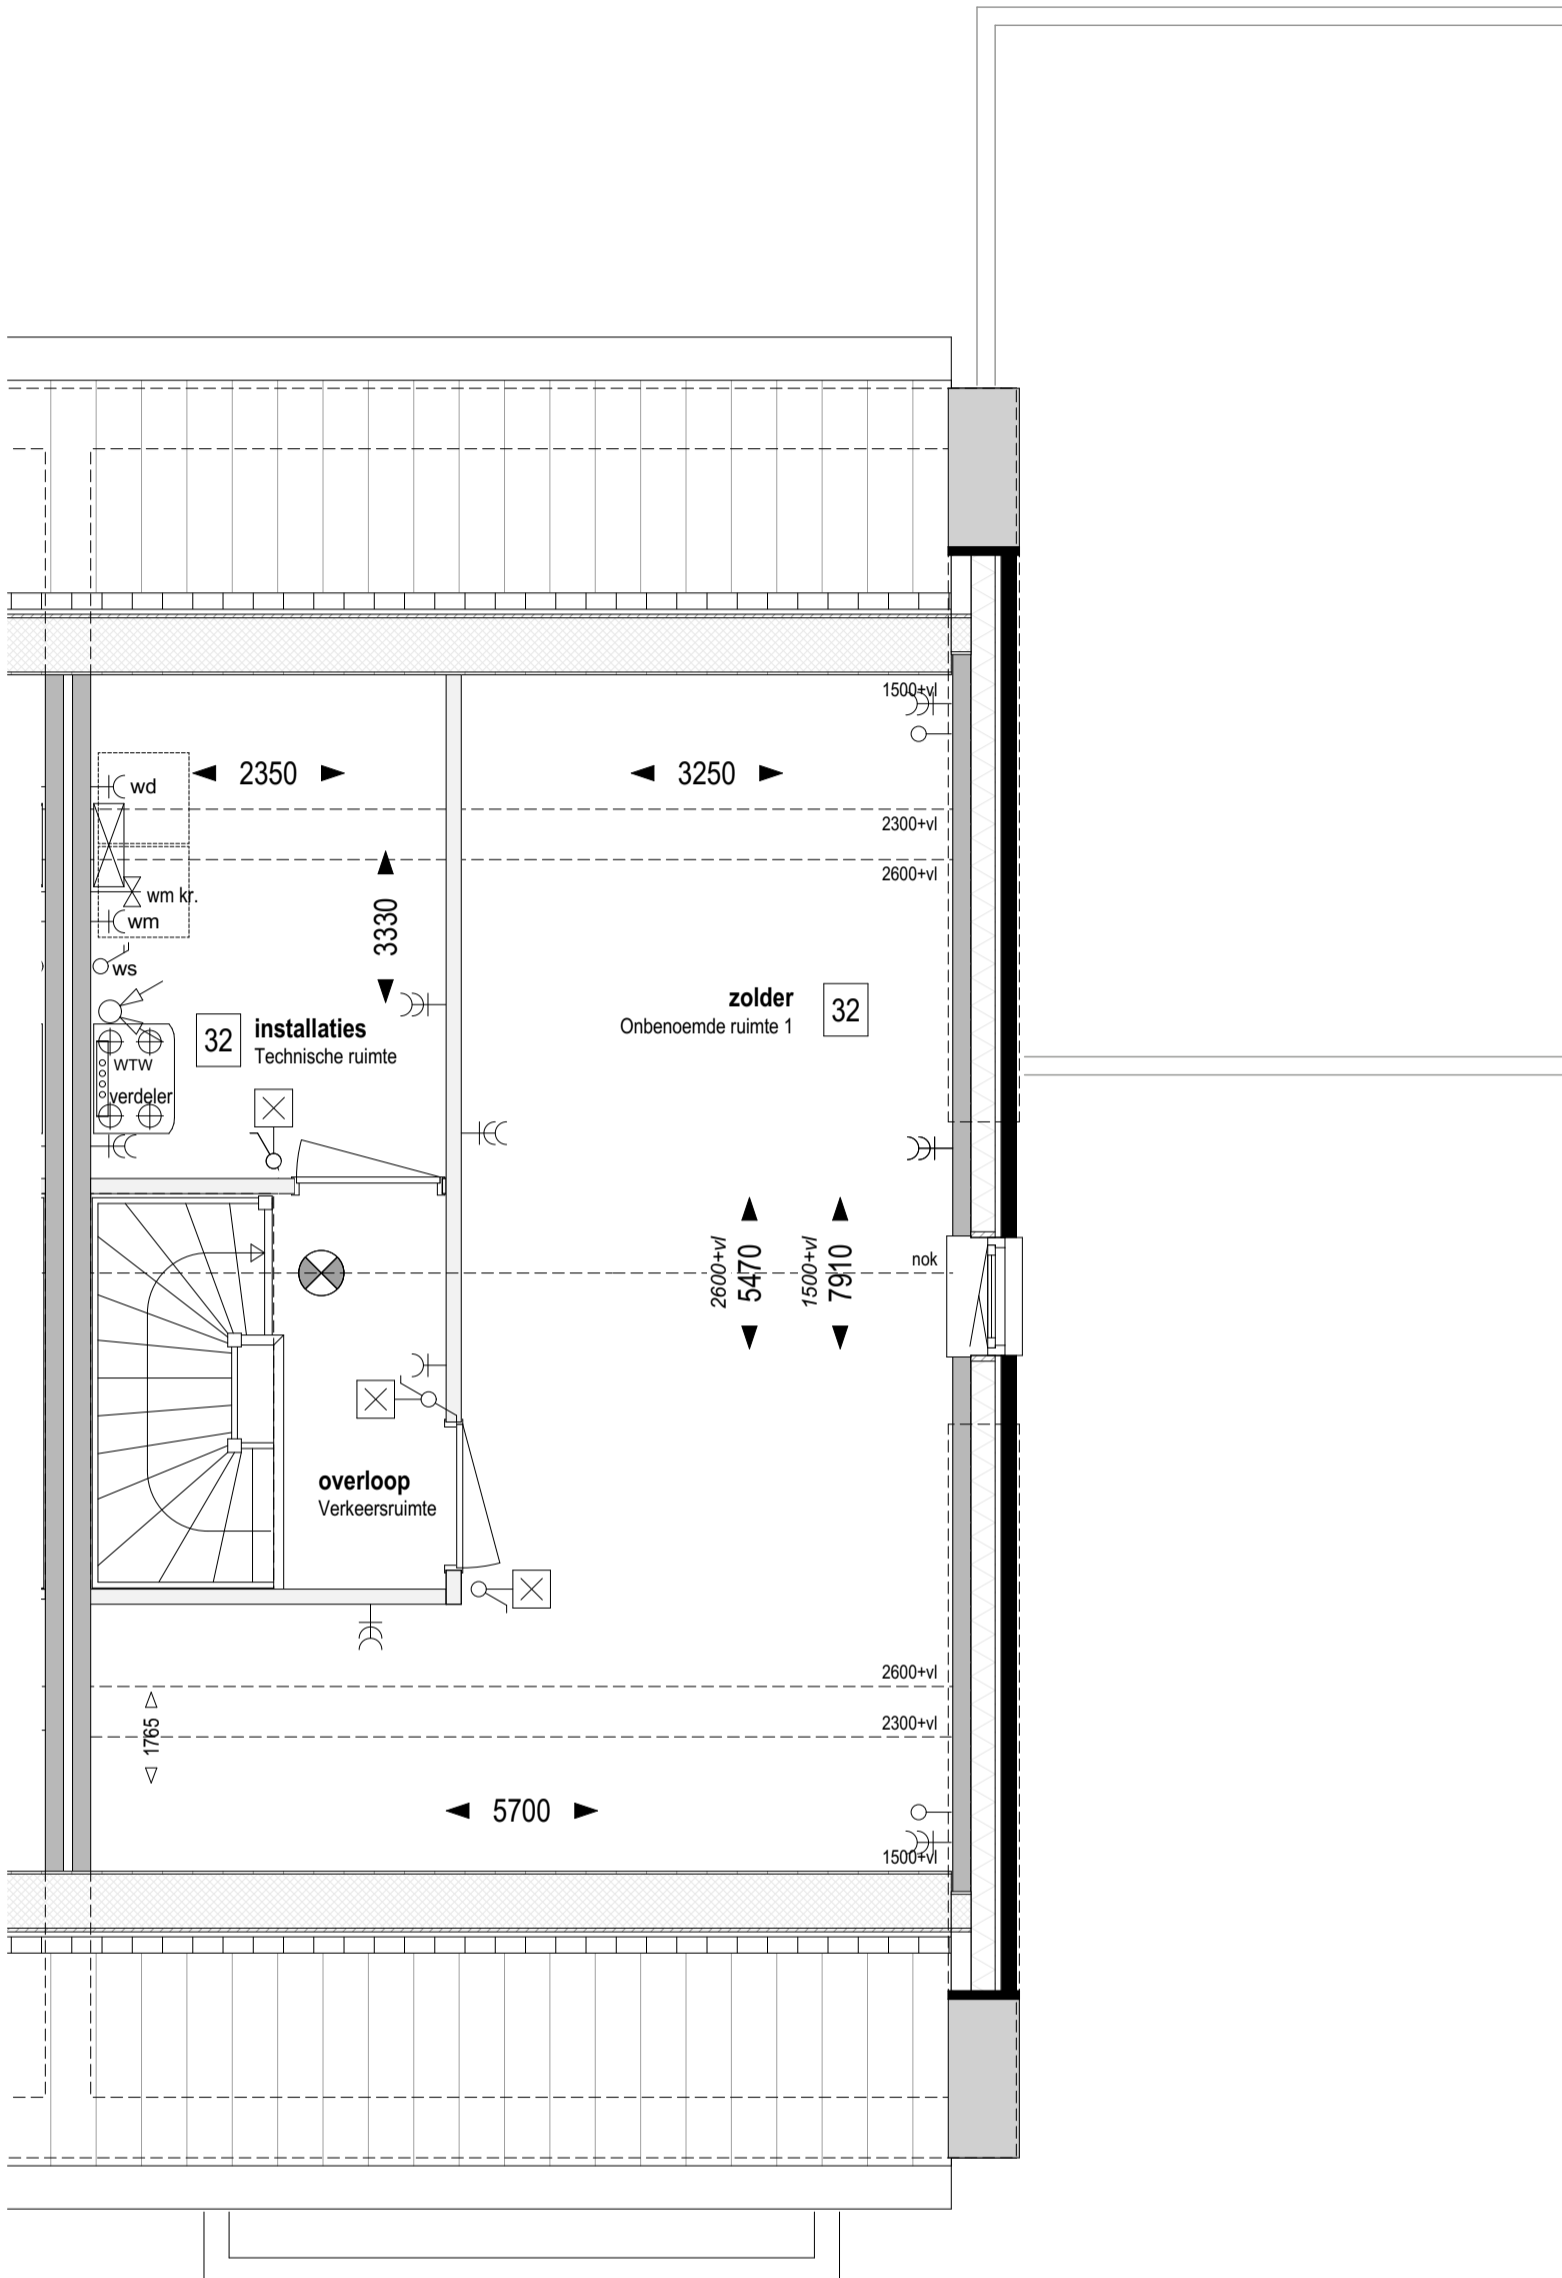 1500+vl
2350
3250
wd
2300+vl
2600+vl
wm kr.
wm
3330
ws
zolder
Onbenoemde ruimte 1
32
32
installaties
Technische ruimte
WTW
verdeler
2600+vl
5470
1500+vl
7910
nok
overloop
Verkeersruimte
2600+vl
1765
2300+vl
5700
1500+vl